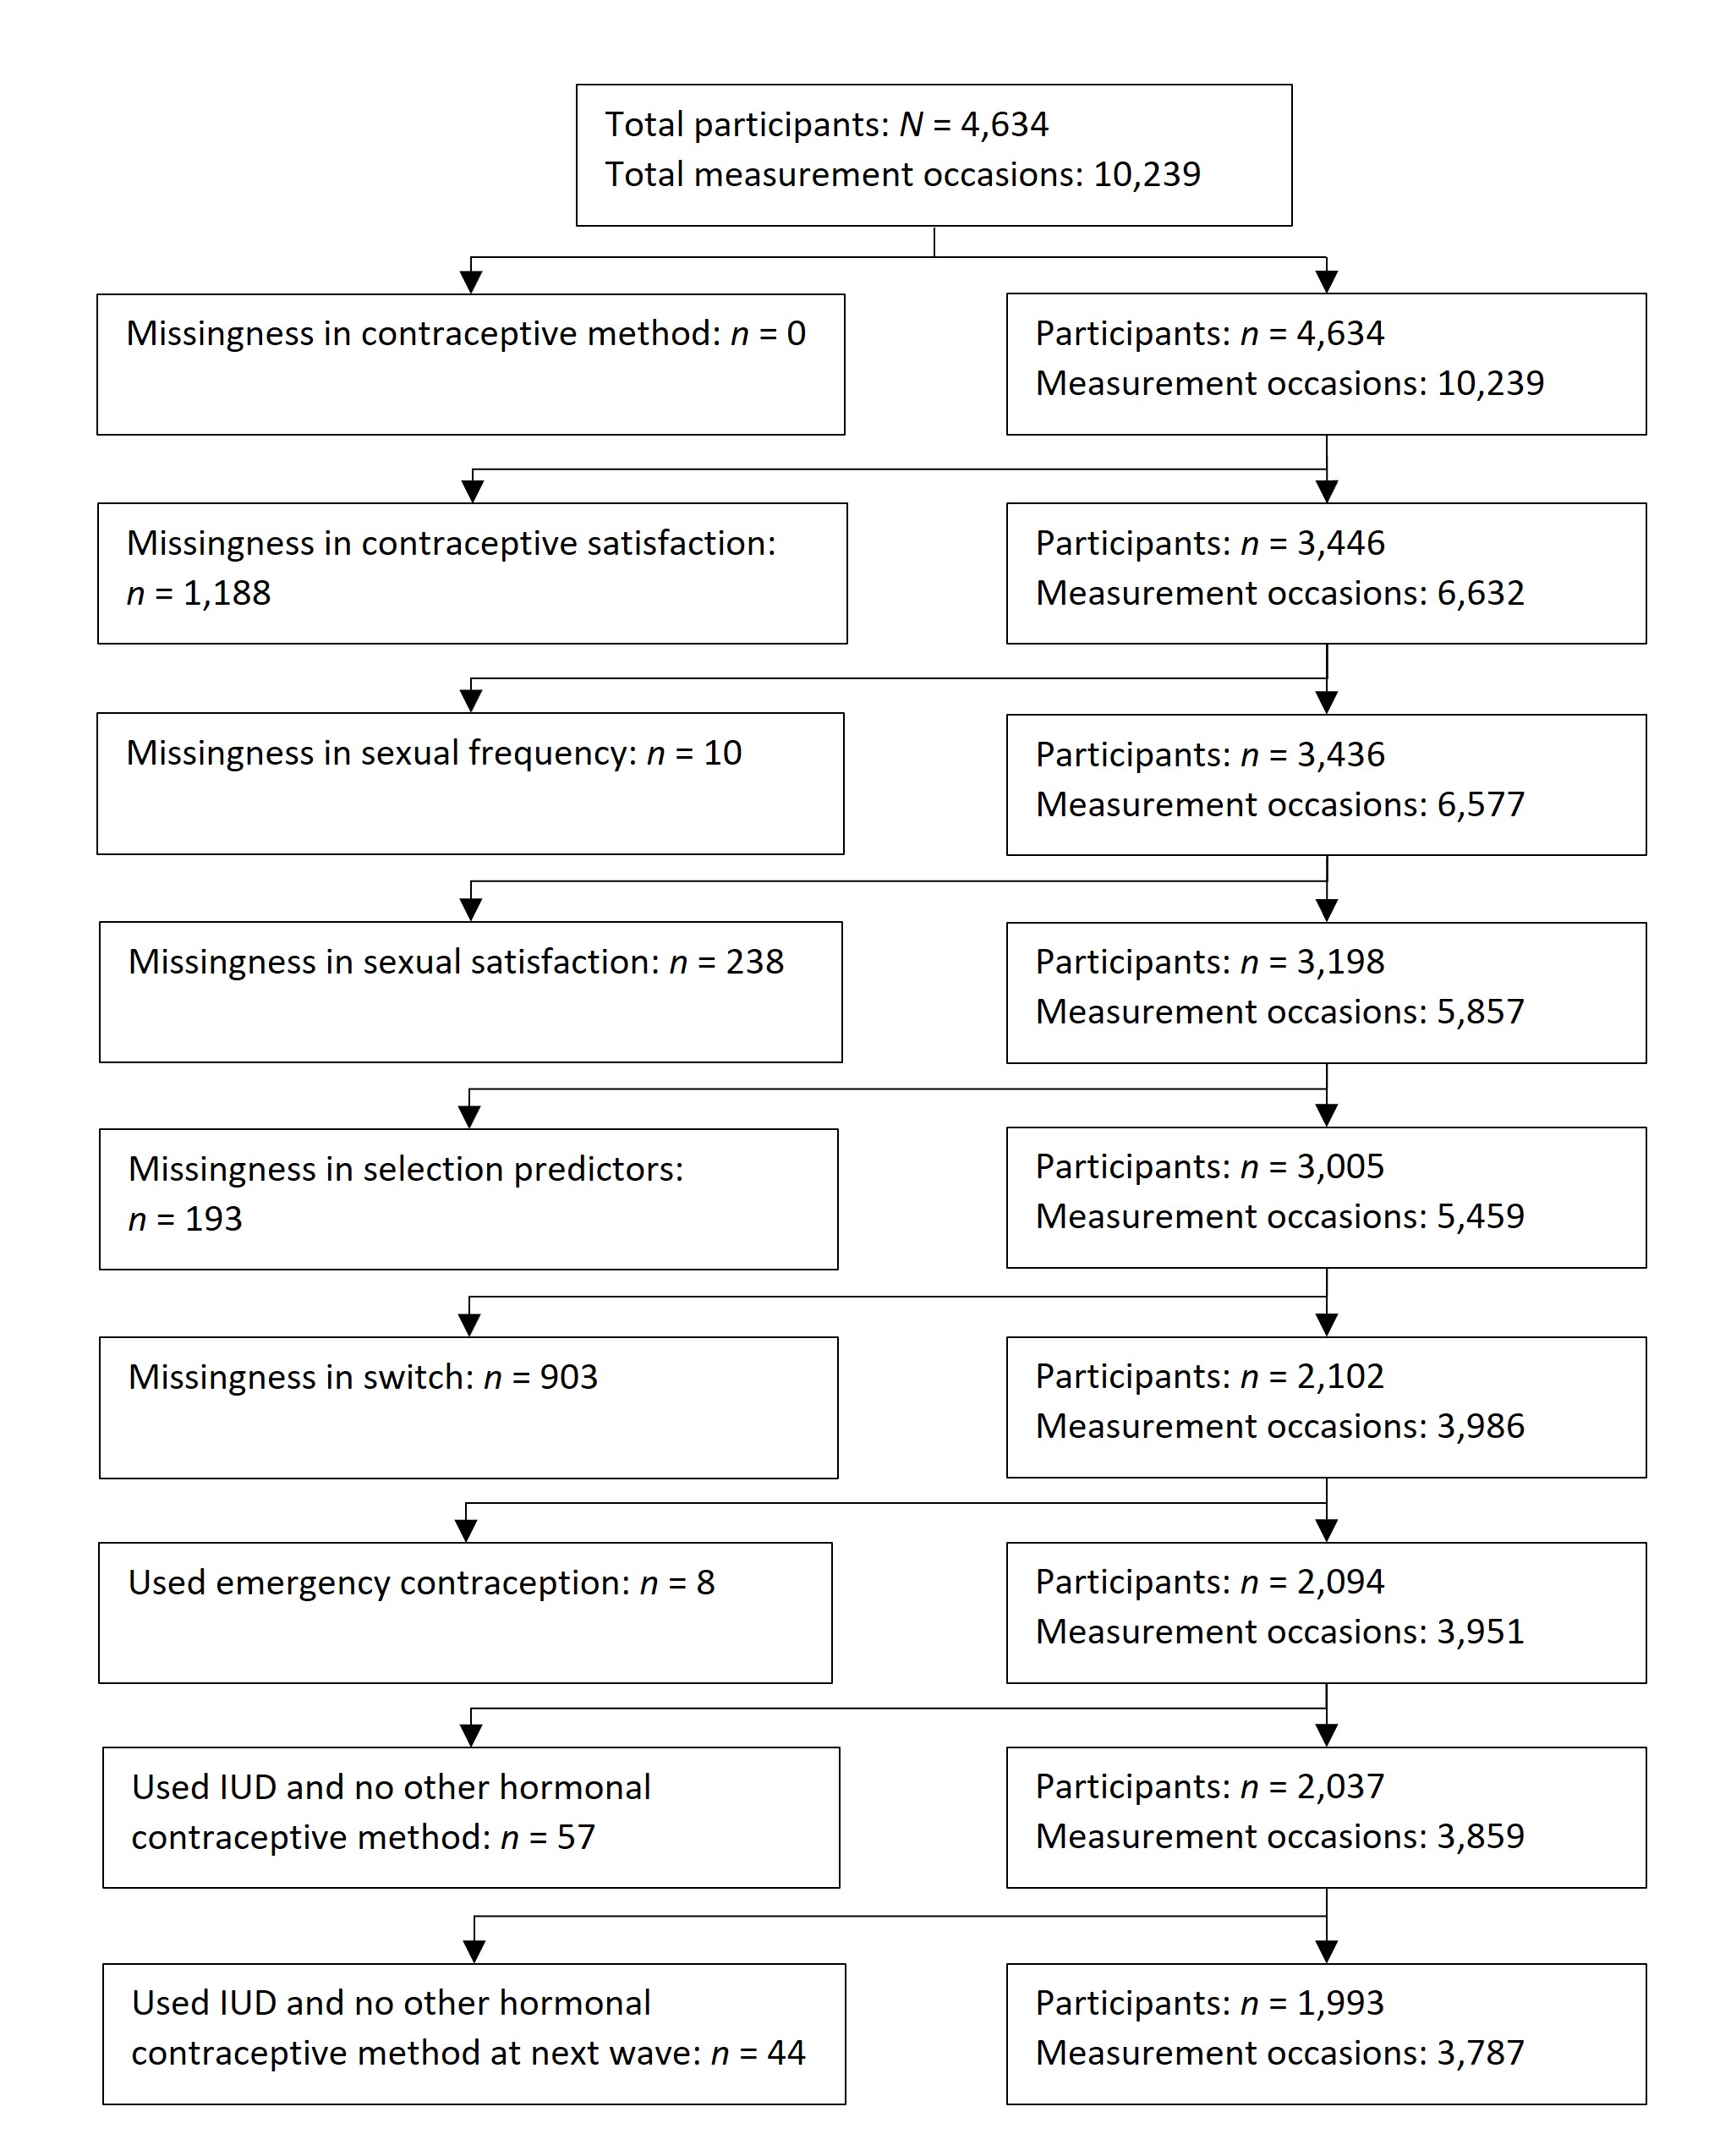 Total participants: N = 4,634
Total measurement occasions: 10,239
Missingness in contraceptive method: n = 0
Participants: n = 4,634
Measurement occasions: 10,239
Missingness in contraceptive satisfaction:
n = 1,188
Participants: n = 3,446
Measurement occasions: 6,632
Missingness in sexual frequency: n = 10
Participants: n = 3,436
Measurement occasions: 6,577
Missingness in sexual satisfaction: n = 238
Participants: n = 3,198
Measurement occasions: 5,857
Missingness in selection predictors:
n = 193
Participants: n = 3,005
Measurement occasions: 5,459
Missingness in switch: n = 903
Participants: n = 2,102
Measurement occasions: 3,986
Used emergency contraception: n = 8
Participants: n = 2,094
Measurement occasions: 3,951
Used IUD and no other hormonal
contraceptive method: n = 57
Participants: n = 2,037
Measurement occasions: 3,859
Used IUD and no other hormonal
contraceptive method at next wave: n = 44
Participants: n = 1,993
Measurement occasions: 3,787